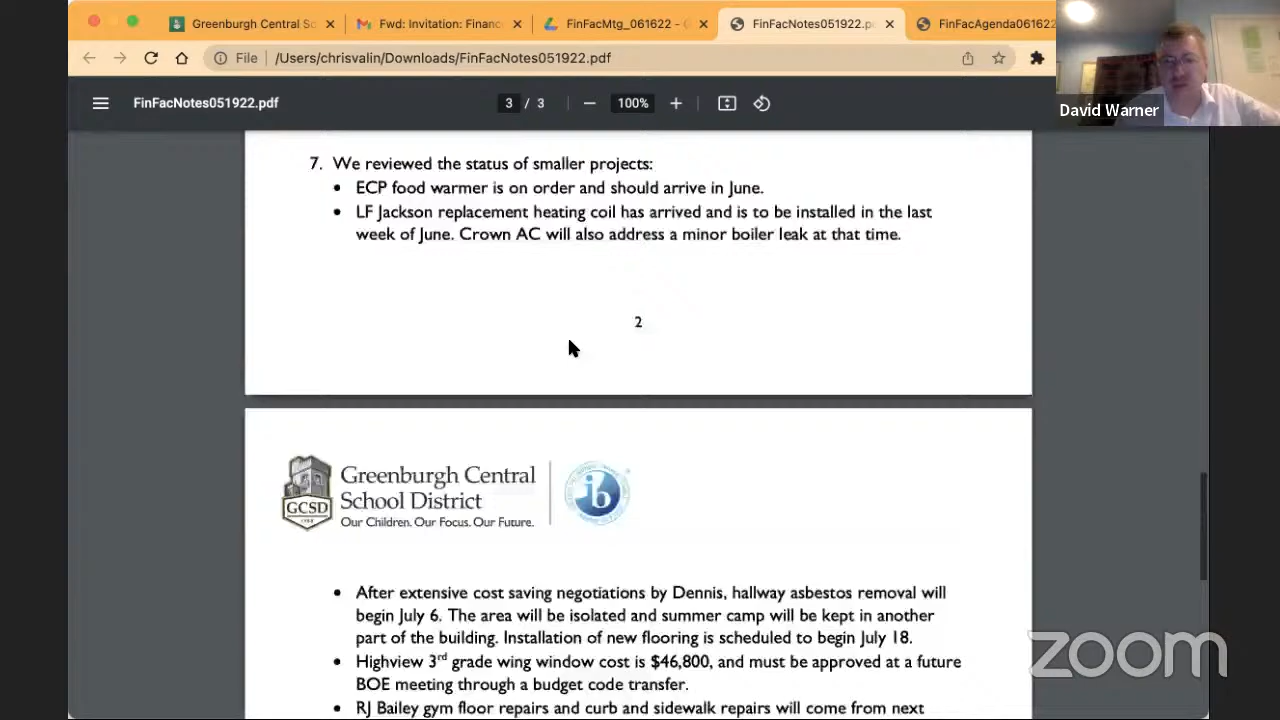 Greenburgh Central Sc
Fwd: Invitation: Financ
FinFacMtg_061622 -
FinFacNotes051922.p
FinFacAgenda061622
File /Users/chrisvalin/Downloads/FinFacNotes051922.pdf
David Warner
FinFacNotes051922.pdf
3 / 3
100%
7. We reviewed the status of smaller projects:
• ECP food warmer is on order and should arrive in June.
• LF Jackson replacement heating coil has arrived and is to be installed in the last
week of June. Crown AC will also address a minor boiler leak at that time.
2
GCSD
Greenburgh Central
School District
Our Children. Our Focus. Our Future.
ib
• After extensive cost saving negotiations by Dennis, hallway asbestos removal will
begin July 6. The area will be isolated and summer camp will be kept in another
part of the building. Installation of new flooring is scheduled to begin July 18.
• Highview 3rd grade wing window cost is $46,800, and must be approved at a future
BOE meeting through a budget code transfer.
• RJ Bailey gym floor repairs and curb and sidewalk repairs will come from next
zoom